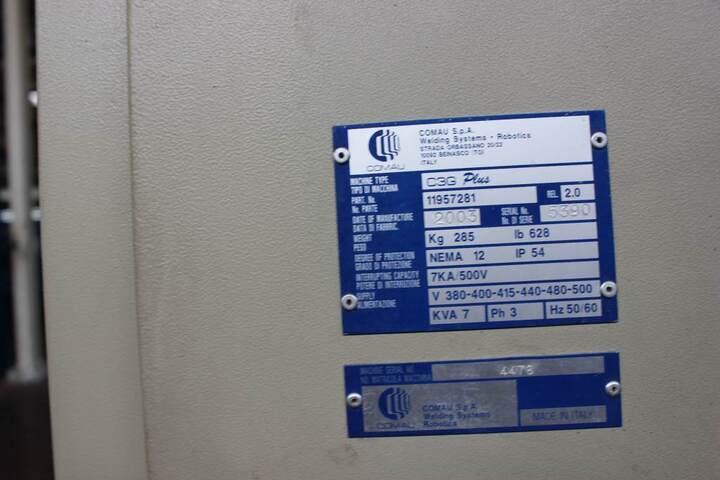 COMAU S.p.A.
Welding Systems - Robotics
STRADA ORBASSANO 20/22
10092 BEINASCO (TO)
ITALY
COMAU
MACHINE TYPE
TIPO DI MACCHINA
C3G Plus
PART. No.
Nr. PARTE
11957281
REL. 2.0
DATE OF MANUFACTURE
DATA DI FABBRIC.
2003
SERIAL No.
No. DI SERIE
5390
WEIGHT
PESO
Kg 285 lb 628
DEGREE OF PROTECTION
GRADO DI PROTEZIONE
NEMA 12 IP 54
INTERRUPTING CAPACITY
POTERE DI INTERRUZIONE
7KA/500V
SUPPLY
ALIMENTAZIONE
V 380-400-415-440-480-500
KVA 7 Ph 3 Hz 50/60
MACHINE SERIAL NO.
NO. MATRICOLA MACCHINA
4478
COMAU
COMAU S.p.A.
Welding Systems
Robotics
MADE IN ITALY